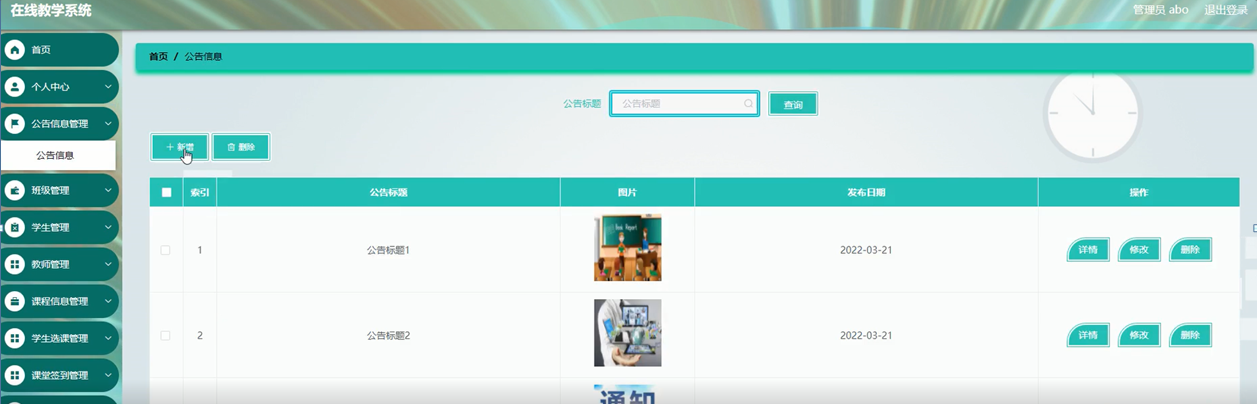 在线教学系统
管理员 abo 退出登录
首页
个人中心
公告信息管理
公告信息
班级管理
学生管理
教师管理
课程信息管理
学生选课管理
课堂签到管理
首页 / 公告信息
公告标题 公告标题 查询
+ 新增 删除
索引 公告标题 图片 发布日期 操作
1 公告标题1 2022-03-21 详情 修改 删除
Book Report
2 公告标题2 2022-03-21 详情 修改 删除
通知